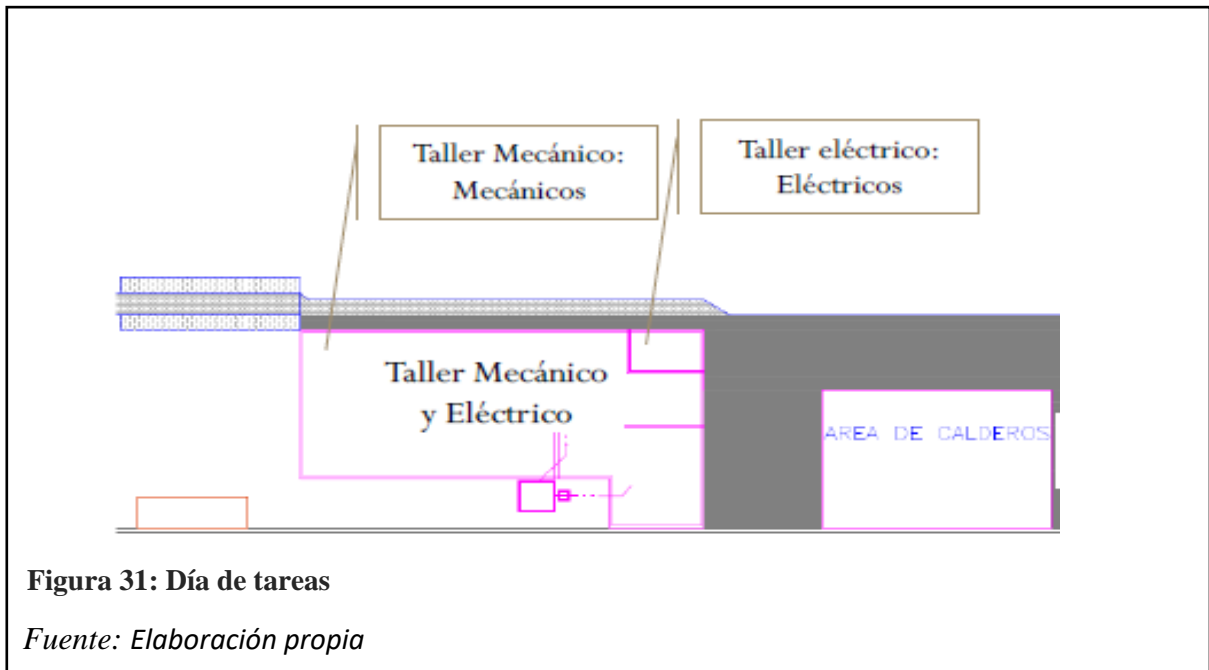 Taller Mecánico:
Mecánicos
Taller eléctrico:
Eléctricos
Taller Mecánico
y Eléctrico
AREA DE CALDEROS
Figura 31: Día de tareas
Fuente: Elaboración propia